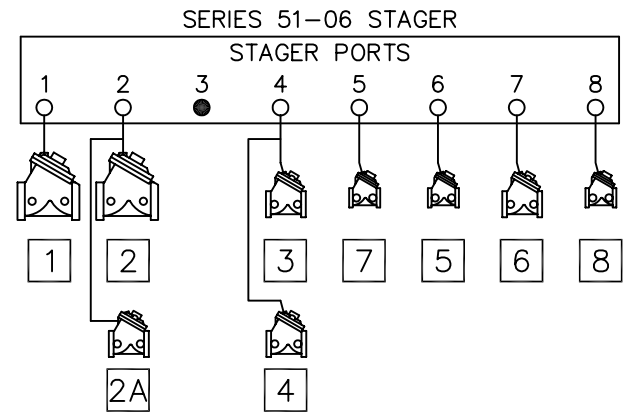 SERIES 51-06 STAGER
STAGER PORTS
1 2 3 4 5 6 7 8
1 2 3 7 5 6 8
2A 4